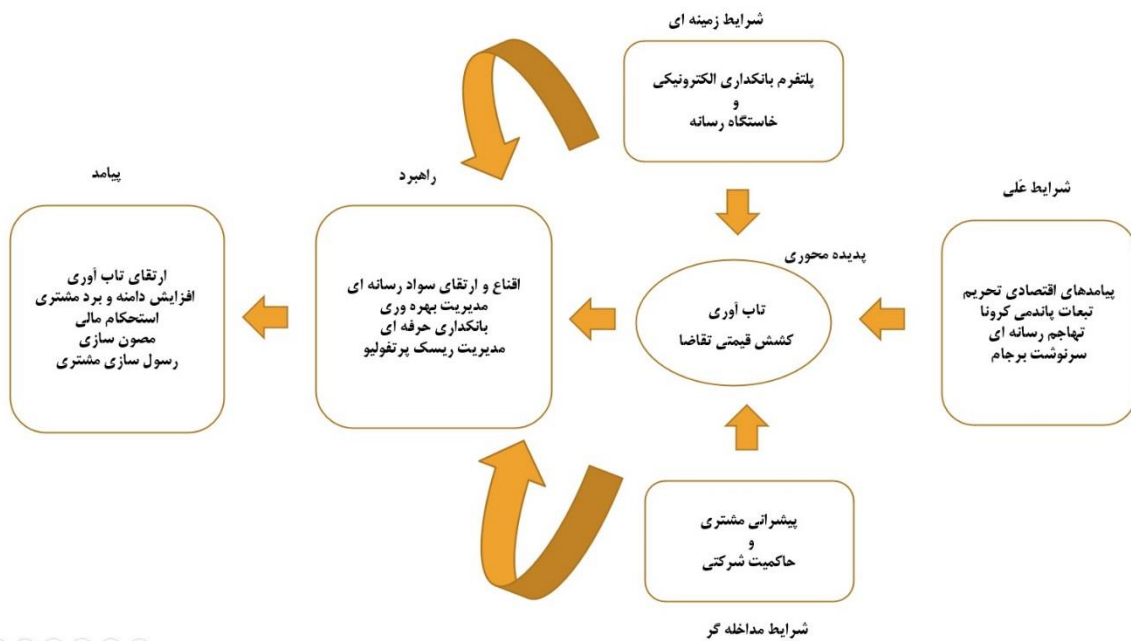 شرایط زمینه ای
پلتفرم بانکداری الکترونیکی
و
خاستگاه رسانه
شرایط عَلی
پیامدهای اقتصادی تحریم
تبعات پاندمی کرونا
تهاجم رسانه ای
سرنوشت برجام
پدیده محوری
تاب آوری
کشش قیمتی تقاضا
راهبرد
اقناع و ارتقای سواد رسانه ای
مدیریت بهره وری
بانکداری حرفه ای
مدیریت ریسک پرتفولیو
پیامد
ارتقای تاب آوری
افزایش دامنه و برد مشتری
استحکام مالی
مصون سازی
رسول سازی مشتری
پیشرانی مشتری
و
حاکمیت شرکتی
شرایط مداخله گر